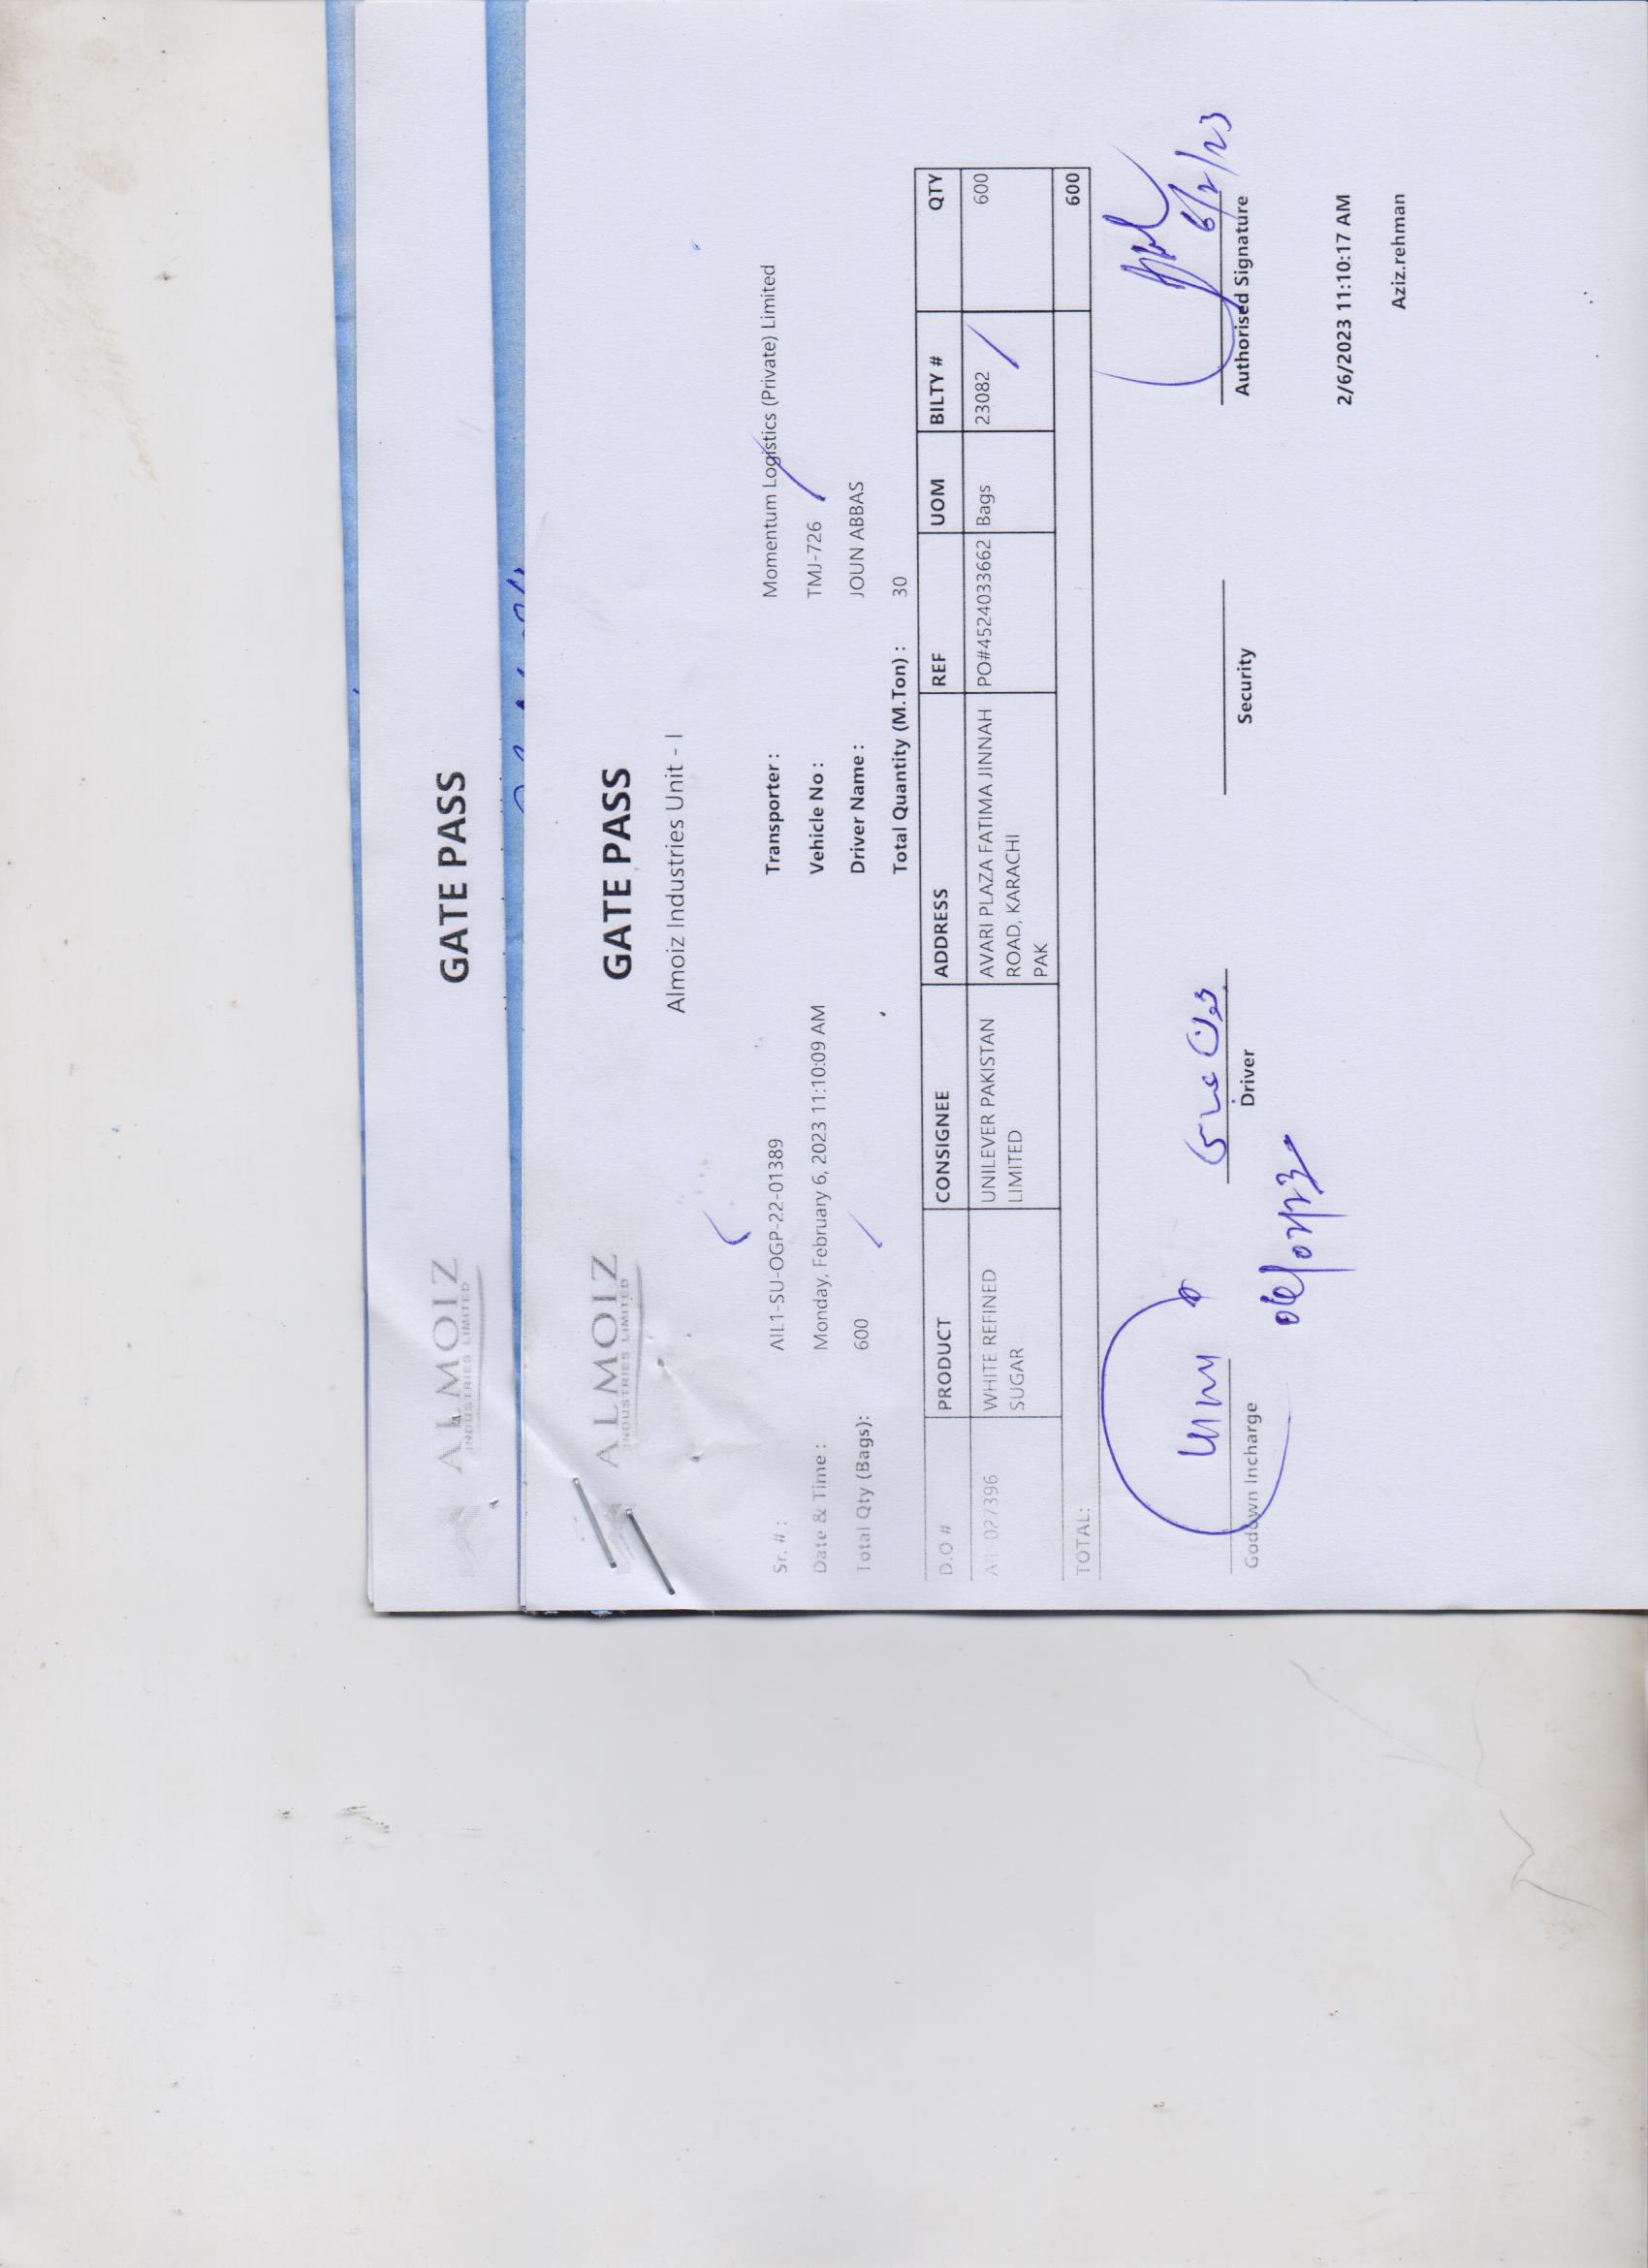 ALMOIZ
INDUSTRIES LIMITED
GATE PASS
ALMOIZ
INDUSTRIES LIMITED
GATE PASS
Almoiz Industries Unit - I
Sr. # : AIL1-SU-OGP-22-01389 Transporter : Momentum Logistics (Private) Limited
Date & Time : Monday, February 6, 2023 11:10:09 AM Vehicle No : TMJ-726
Total Qty (Bags): 600 Driver Name : JOUN ABBAS
Total Quantity (M.Ton) : 30
D.O # PRODUCT CONSIGNEE ADDRESS REF UOM BILTY # QTY
027396 WHITE REFINED UNILEVER PAKISTAN AVARI PLAZA FATIMA JINNAH PO#4524033662 Bags 23082 600
SUGAR LIMITED ROAD, KARACHI
PAK
TOTAL: 600
جون عباس
6/2/23
Godown Incharge Driver Security Authorised Signature
06/02/23
2/6/2023 11:10:17 AM
Aziz.rehman